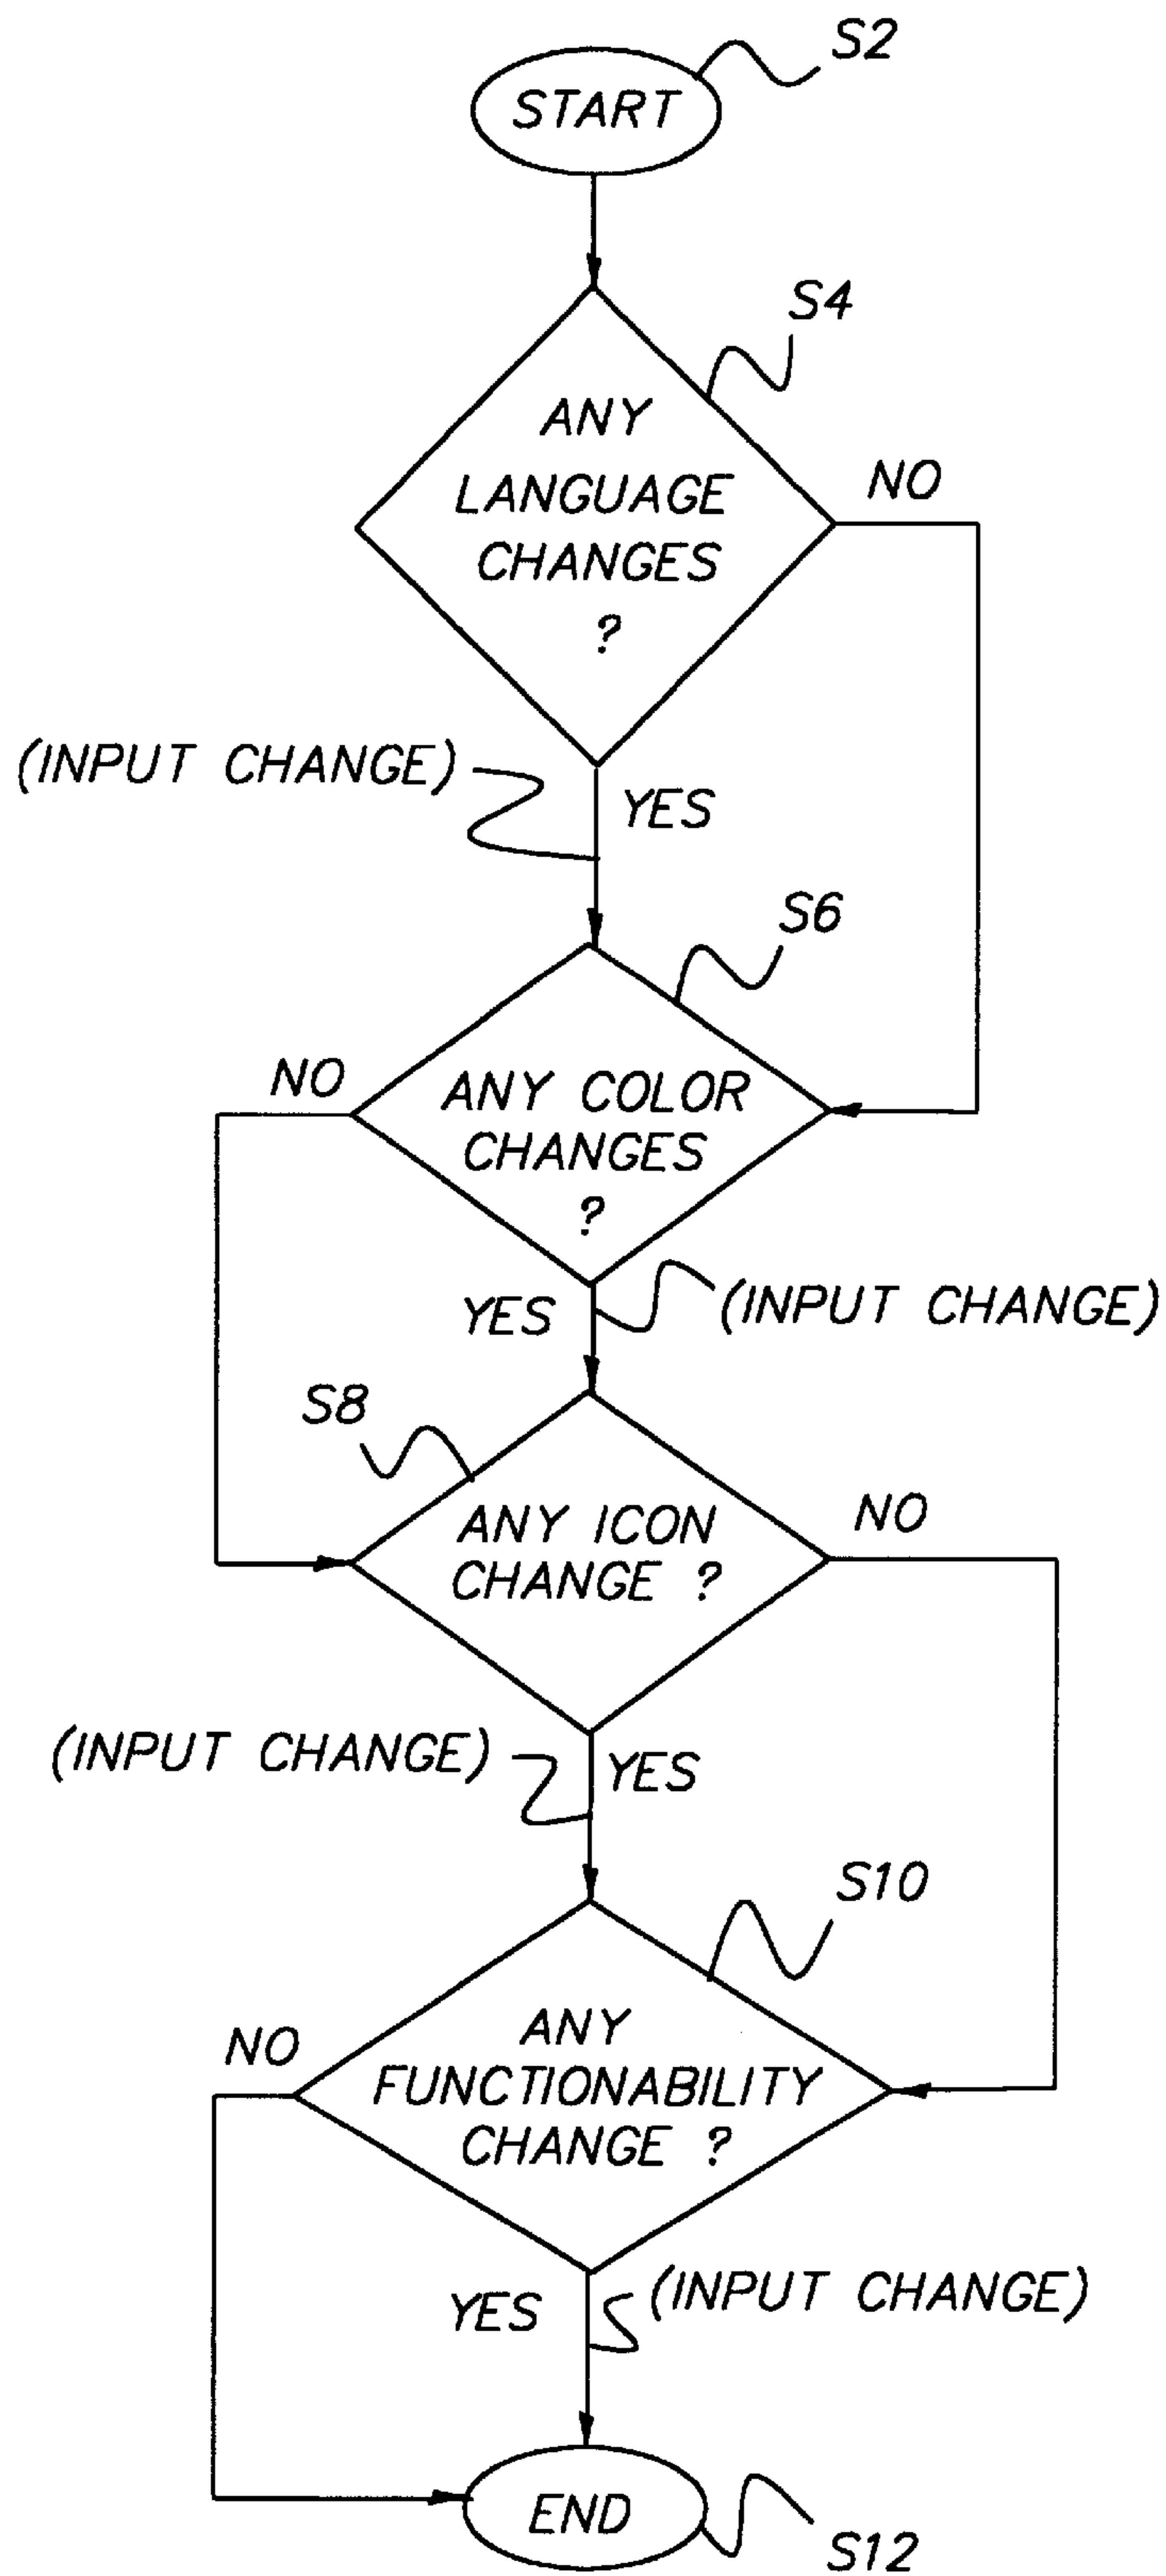 S2
START
S4
ANY
LANGUAGE
CHANGES
?
NO
(INPUT CHANGE)
YES
S6
NO
ANY COLOR
CHANGES
?
YES
(INPUT CHANGE)
S8
ANY ICON
CHANGE ?
NO
(INPUT CHANGE)
YES
S10
NO
ANY
FUNCTIONABILITY
CHANGE ?
YES
(INPUT CHANGE)
END
S12